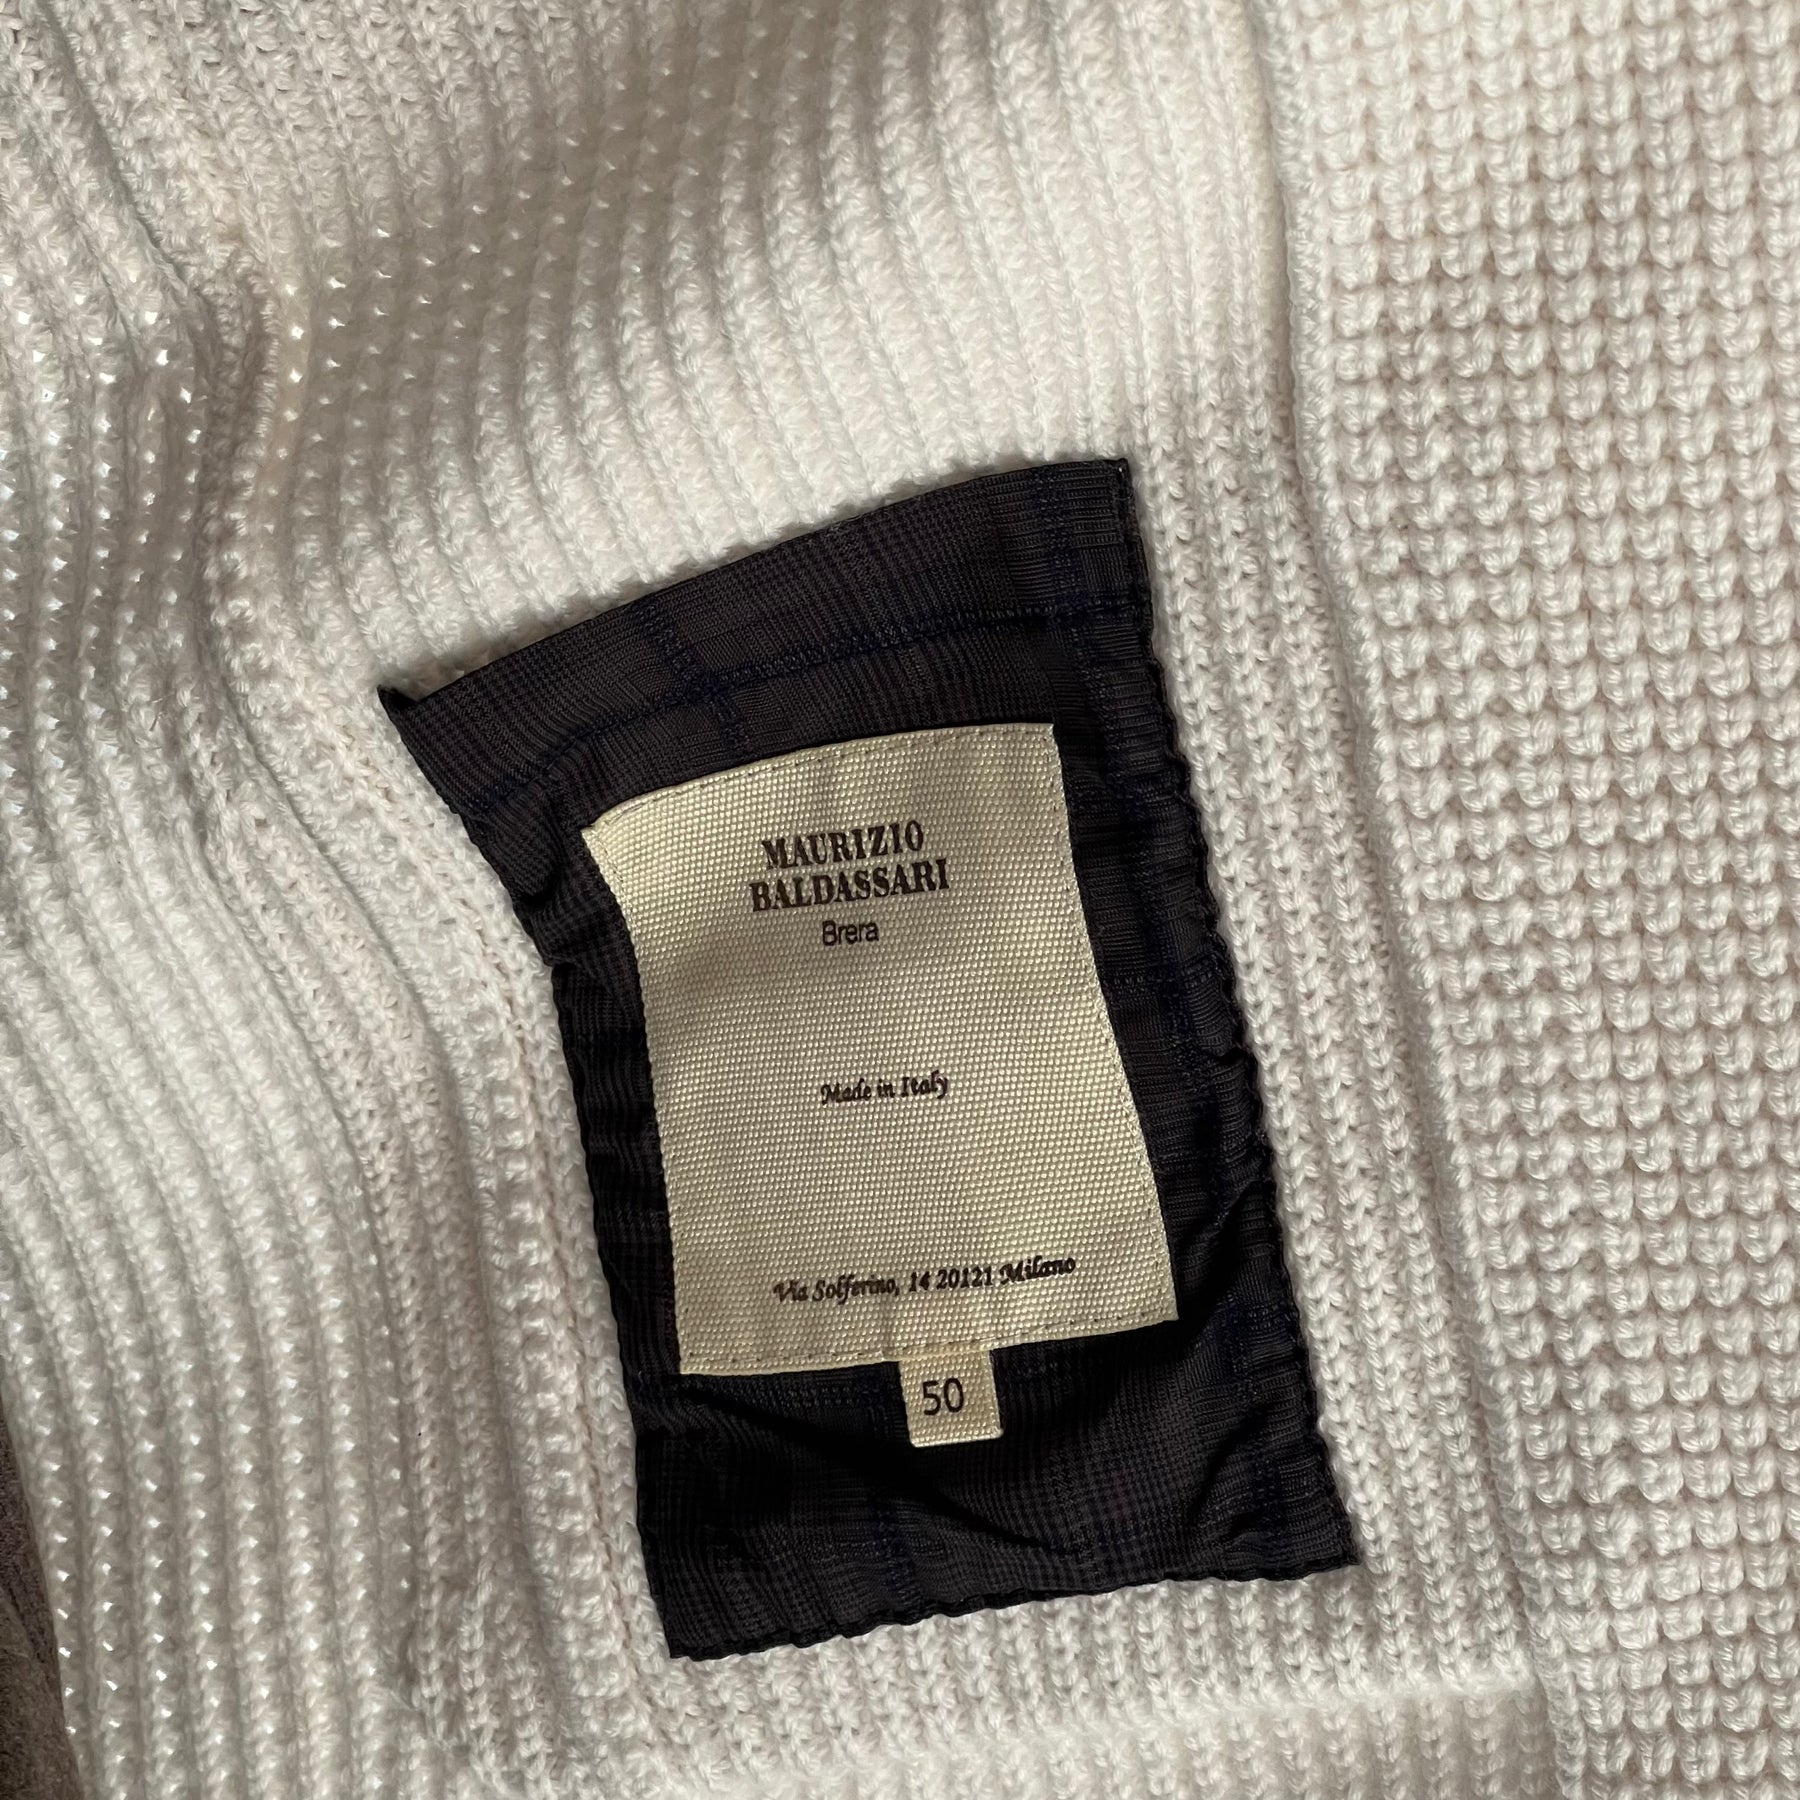 MAURIZIO
BALDASSARI
Brera
Made in Italy
Via Solferino, 14 20121 Milano
50